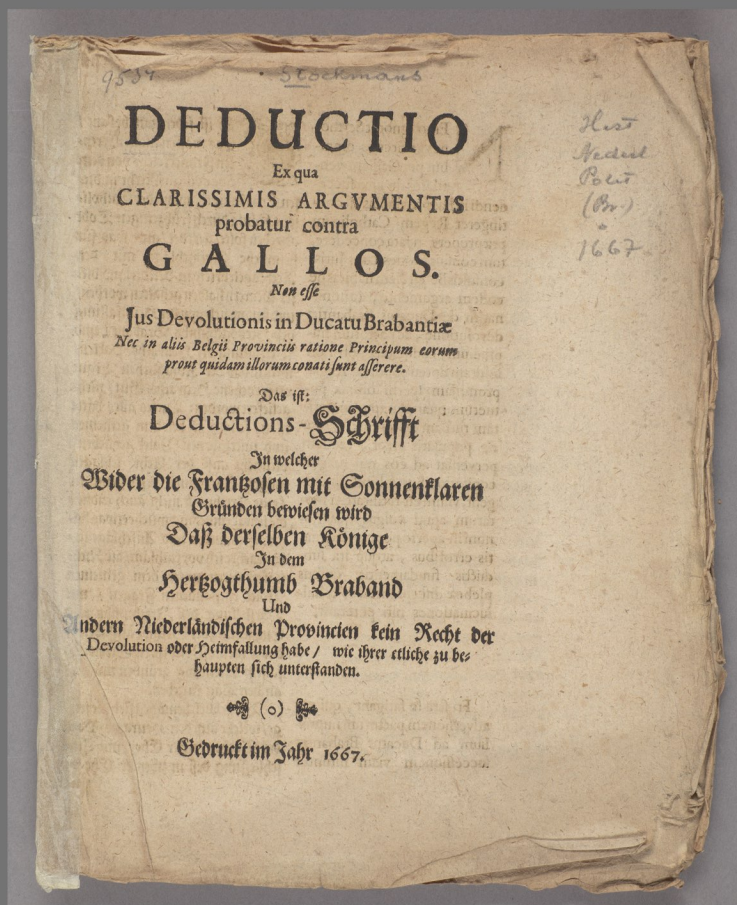 9537
Stockmans
DEDUCTIO
Ex qua
CLARISSIMIS ARGVMENTIS
probatur contra
GALLOS.
Non esse
Jus Devolutionis in Ducatu Brabantiæ
Nec in aliis Belgii Provinciis ratione Principum eorum
prout quidam illorum conati sunt asserere.
Das ist:
Deductions-Schrifft
In welcher
Wider die Frantzosen mit Sonnenklaren
Gründen bewiesen wird
Daß derselben Könige
In dem
Hertzogthumb Braband
Und
Andern Niederländischen Provincien kein Recht der
Devolution oder Heimfallung habe / wie ihrer etliche zu be-
haupten sich unterstanden.
(o)
Gedruckt im Jahr 1667.
Hist
Nederl
Polit
(Br.)
1667